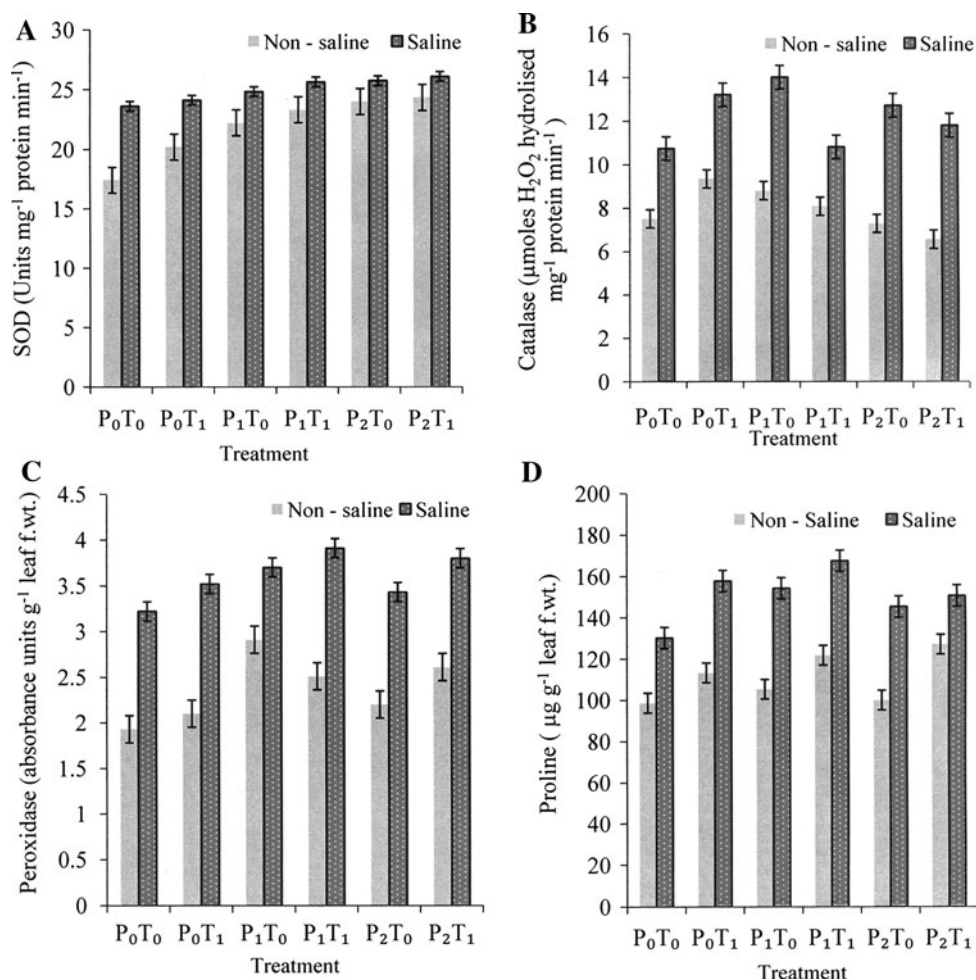 A
SOD (Units mg⁻¹ protein min⁻¹)
30
25
20
15
10
5
0
Non - saline
Saline
P₀T₀ P₀T₁ P₁T₀ P₁T₁ P₂T₀ P₂T₁
Treatment
B
Catalase (µmoles H₂O₂ hydrolised
mg⁻¹ protein min⁻¹ )
16
14
12
10
8
6
4
2
0
Non - saline
Saline
P₀T₀ P₀T₁ P₁T₀ P₁T₁ P₂T₀ P₂T₁
Treatment
C
Peroxidase (absorbance units g⁻¹ leaf f.wt.)
4.5
4
3.5
3
2.5
2
1.5
1
0.5
0
Non - saline
Saline
P₀T₀ P₀T₁ P₁T₀ P₁T₁ P₂T₀ P₂T₁
Treatment
D
Proline ( µg g⁻¹ leaf f.wt.)
200
180
160
140
120
100
80
60
40
20
0
Non - Saline
Saline
P₀T₀ P₀T₁ P₁T₀ P₁T₁ P₂T₀ P₂T₁
Treatment